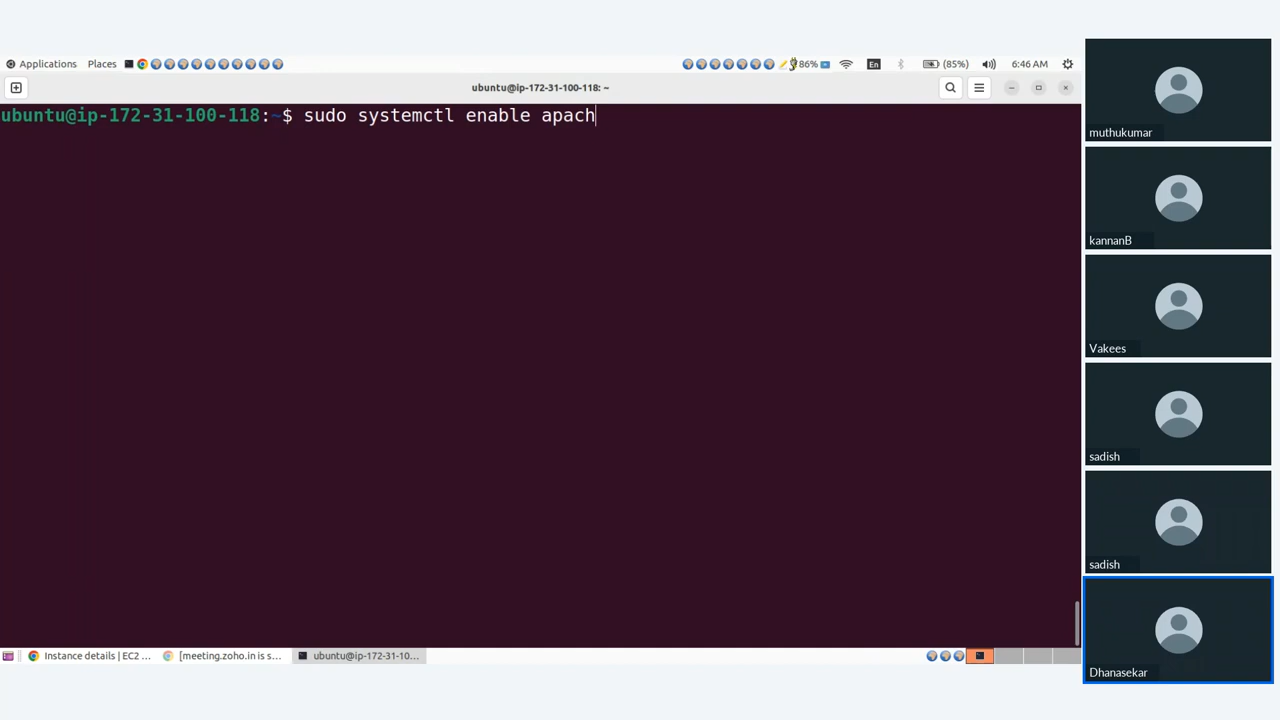 Applications Places 86% En (85%) 6:46 AM
ubuntu@ip-172-31-100-118: ~
ubuntu@ip-172-31-100-118:~$ sudo systemctl enable apach
muthukumar
kannanB
Vakees
sadish
sadish
Dhanasekar
Instance details | EC2 ... [meeting.zoho.in is s... ubuntu@ip-172-31-10...